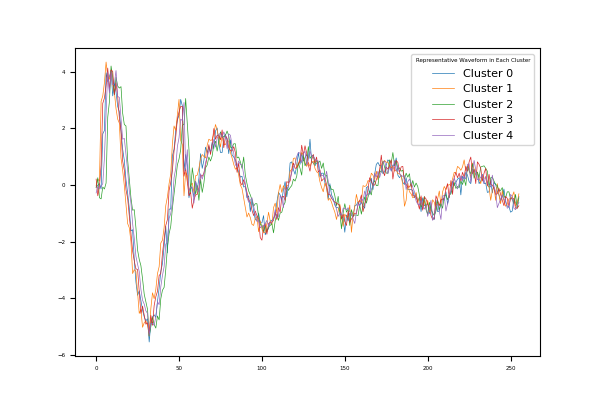 Representative Waveform in Each Cluster
Cluster 0
Cluster 1
Cluster 2
Cluster 3
Cluster 4
4
2
0
−2
−4
−6
0 50 100 150 200 250